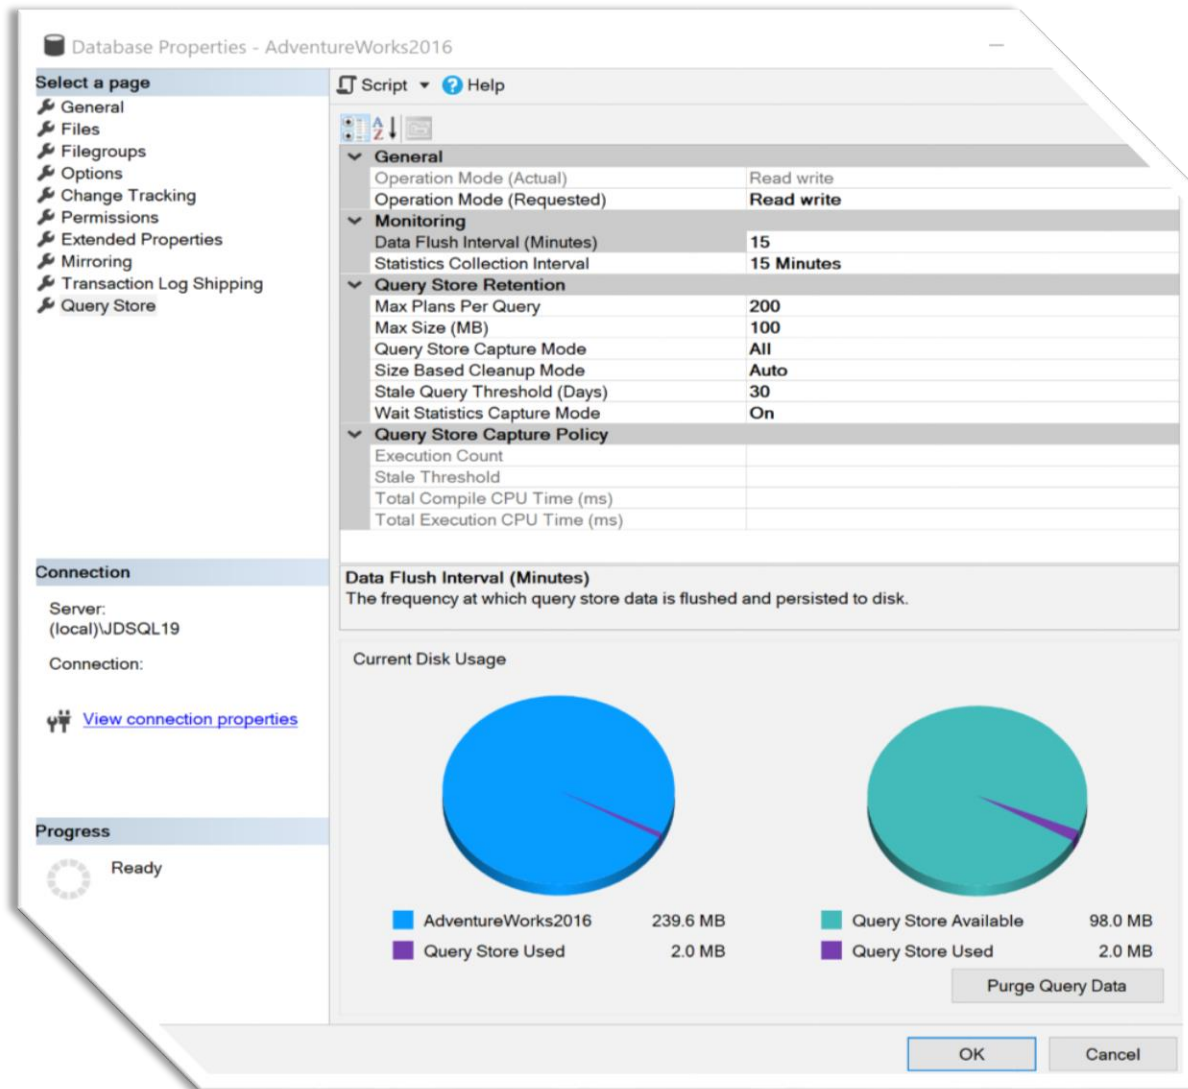 Database Properties - AdventureWorks2016
Select a page
General
Files
Filegroups
Options
Change Tracking
Permissions
Extended Properties
Mirroring
Transaction Log Shipping
Query Store
Connection
Server:
(local)\JDSQL19
Connection:
View connection properties
Progress
Ready
Script Help
General
Operation Mode (Actual) Read write
Operation Mode (Requested) Read write
Monitoring
Data Flush Interval (Minutes) 15
Statistics Collection Interval 15 Minutes
Query Store Retention
Max Plans Per Query 200
Max Size (MB) 100
Query Store Capture Mode All
Size Based Cleanup Mode Auto
Stale Query Threshold (Days) 30
Wait Statistics Capture Mode On
Query Store Capture Policy
Execution Count
Stale Threshold
Total Compile CPU Time (ms)
Total Execution CPU Time (ms)
Data Flush Interval (Minutes)
The frequency at which query store data is flushed and persisted to disk.
Current Disk Usage
AdventureWorks2016 239.6 MB
Query Store Used 2.0 MB
Query Store Available 98.0 MB
Query Store Used 2.0 MB
Purge Query Data
OK Cancel